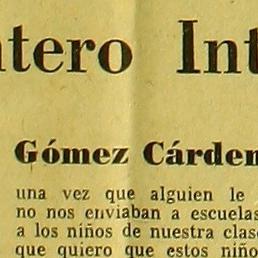 ntero Int
Gómez Cárden
una vez que alguien le
no nos enviaban a escuelas
a los niños de nuestra clase
que quiero que estos niño